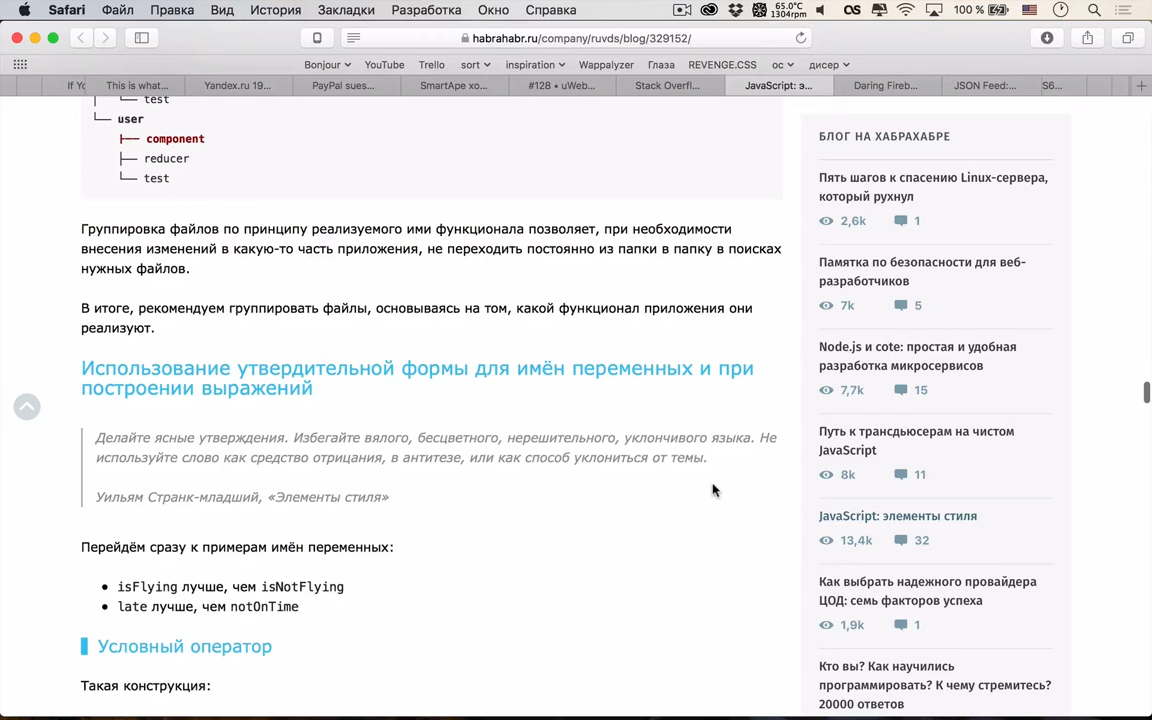 Safari Файл Правка Вид История Закладки Разработка Окно Справка 65.0°C 1304rpm 100 %
habrahabr.ru/company/ruvds/blog/329152/
Bonjour YouTube Trello sort inspiration Wappalyzer Глаза REVENGE.CSS ос дисер
If Yo This is what... Yandex.ru 19... PayPal sues... SmartApe хо... #128 • uWeb... Stack Overfl... JavaScript: э... Daring Fireb... JSON Feed:... S6...
test
user
component
reducer
test
Группировка файлов по принципу реализуемого ими функционала позволяет, при необходимости
внесения изменений в какую-то часть приложения, не переходить постоянно из папки в папку в поисках
нужных файлов.
В итоге, рекомендуем группировать файлы, основываясь на том, какой функционал приложения они
реализуют.
Использование утвердительной формы для имён переменных и при
построении выражений
Делайте ясные утверждения. Избегайте вялого, бесцветного, нерешительного, уклончивого языка. Не
используйте слово как средство отрицания, в антитезе, или как способ уклониться от темы.
Уильям Странк-младший, «Элементы стиля»
Перейдём сразу к примерам имён переменных:
• isFlying лучше, чем isNotFlying
• late лучше, чем notOnTime
Условный оператор
Такая конструкция:
БЛОГ НА ХАБРАХАБРЕ
Пять шагов к спасению Linux-сервера,
который рухнул
2,6k 1
Памятка по безопасности для веб-
разработчиков
7k 5
Node.js и cote: простая и удобная
разработка микросервисов
7,7k 15
Путь к трансдьюсерам на чистом
JavaScript
8k 11
JavaScript: элементы стиля
13,4k 32
Как выбрать надежного провайдера
ЦОД: семь факторов успеха
1,9k 1
Кто вы? Как научились
программировать? К чему стремитесь?
20000 ответов